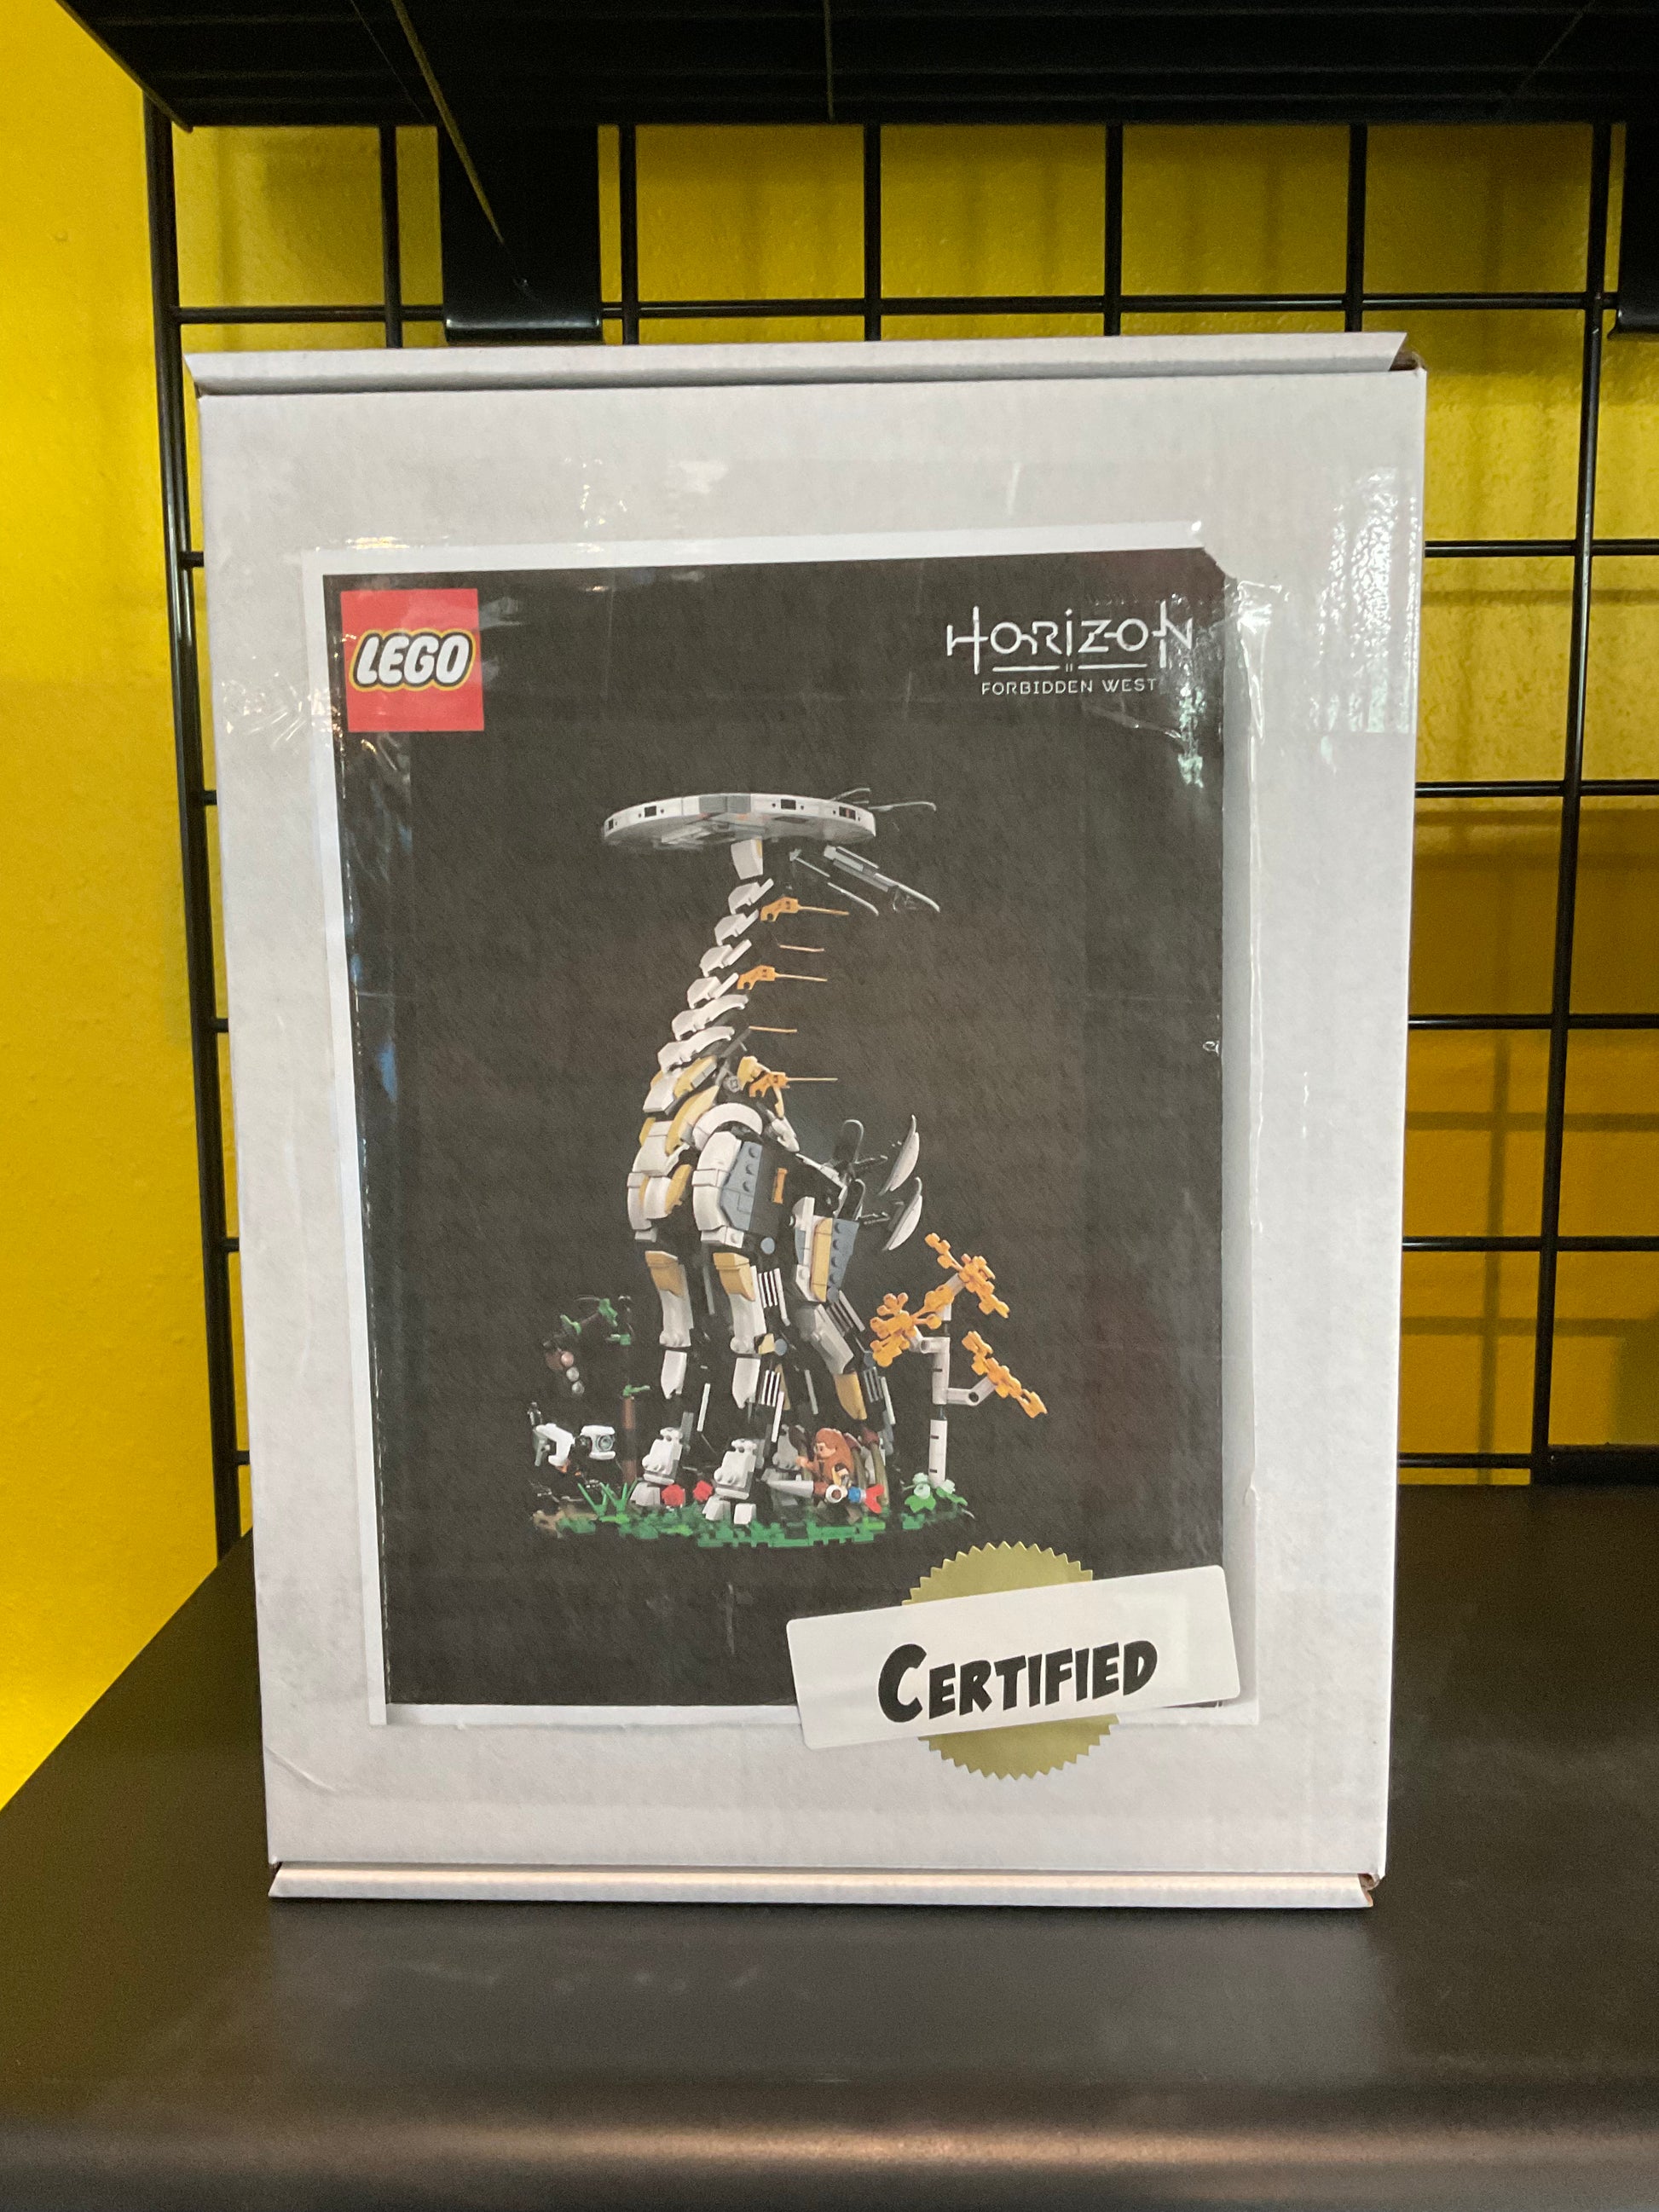 LEGO
HORIZON
FORBIDDEN WEST
CERTIFIED